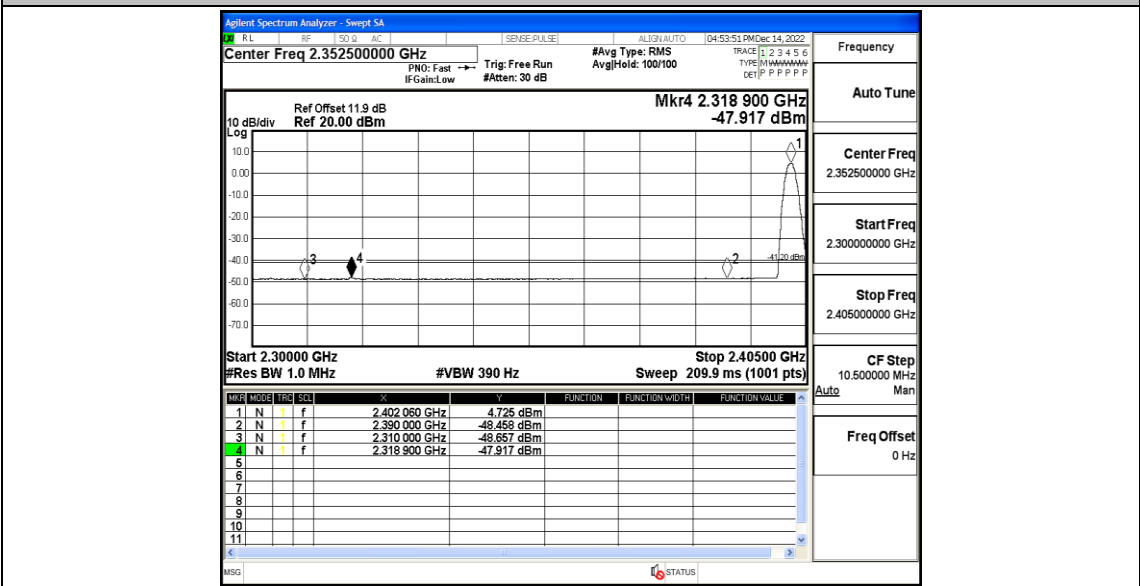 Agilent Spectrum Analyzer - Swept SA
RL RF 50 Ω AC SENSE:PULSE ALIGNAUTO 04:53:51 PM Dec 14, 2022
Center Freq 2.352500000 GHz
PNO: Fast
IFGain:Low
Trig: Free Run
#Atten: 30 dB
#Avg Type: RMS
Avg|Hold: 100/100
TRACE 1 2 3 4 5 6
TYPE M WWWWW
DET P P P P P P
Frequency
Auto Tune
Center Freq
2.352500000 GHz
Start Freq
2.300000000 GHz
Stop Freq
2.405000000 GHz
CF Step
10.500000 MHz
Auto Man
Freq Offset
0 Hz
Mkr4 2.318 900 GHz
-47.917 dBm
Ref Offset 11.9 dB
10 dB/div Ref 20.00 dBm
Log
10.0
0.00
-10.0
-20.0
-30.0
-40.0
-50.0
-60.0
-70.0
1
2
3
4
-41.20 dBm
Start 2.30000 GHz Stop 2.40500 GHz
#Res BW 1.0 MHz #VBW 390 Hz Sweep 209.9 ms (1001 pts)
MKR MODE TRC SCL X Y FUNCTION FUNCTION WIDTH FUNCTION VALUE
1 N 1 f 2.402 060 GHz 4.725 dBm
2 N 1 f 2.390 000 GHz -48.458 dBm
3 N 1 f 2.310 000 GHz -48.657 dBm
4 N 1 f 2.318 900 GHz -47.917 dBm
5
6
7
8
9
10
11
MSG STATUS